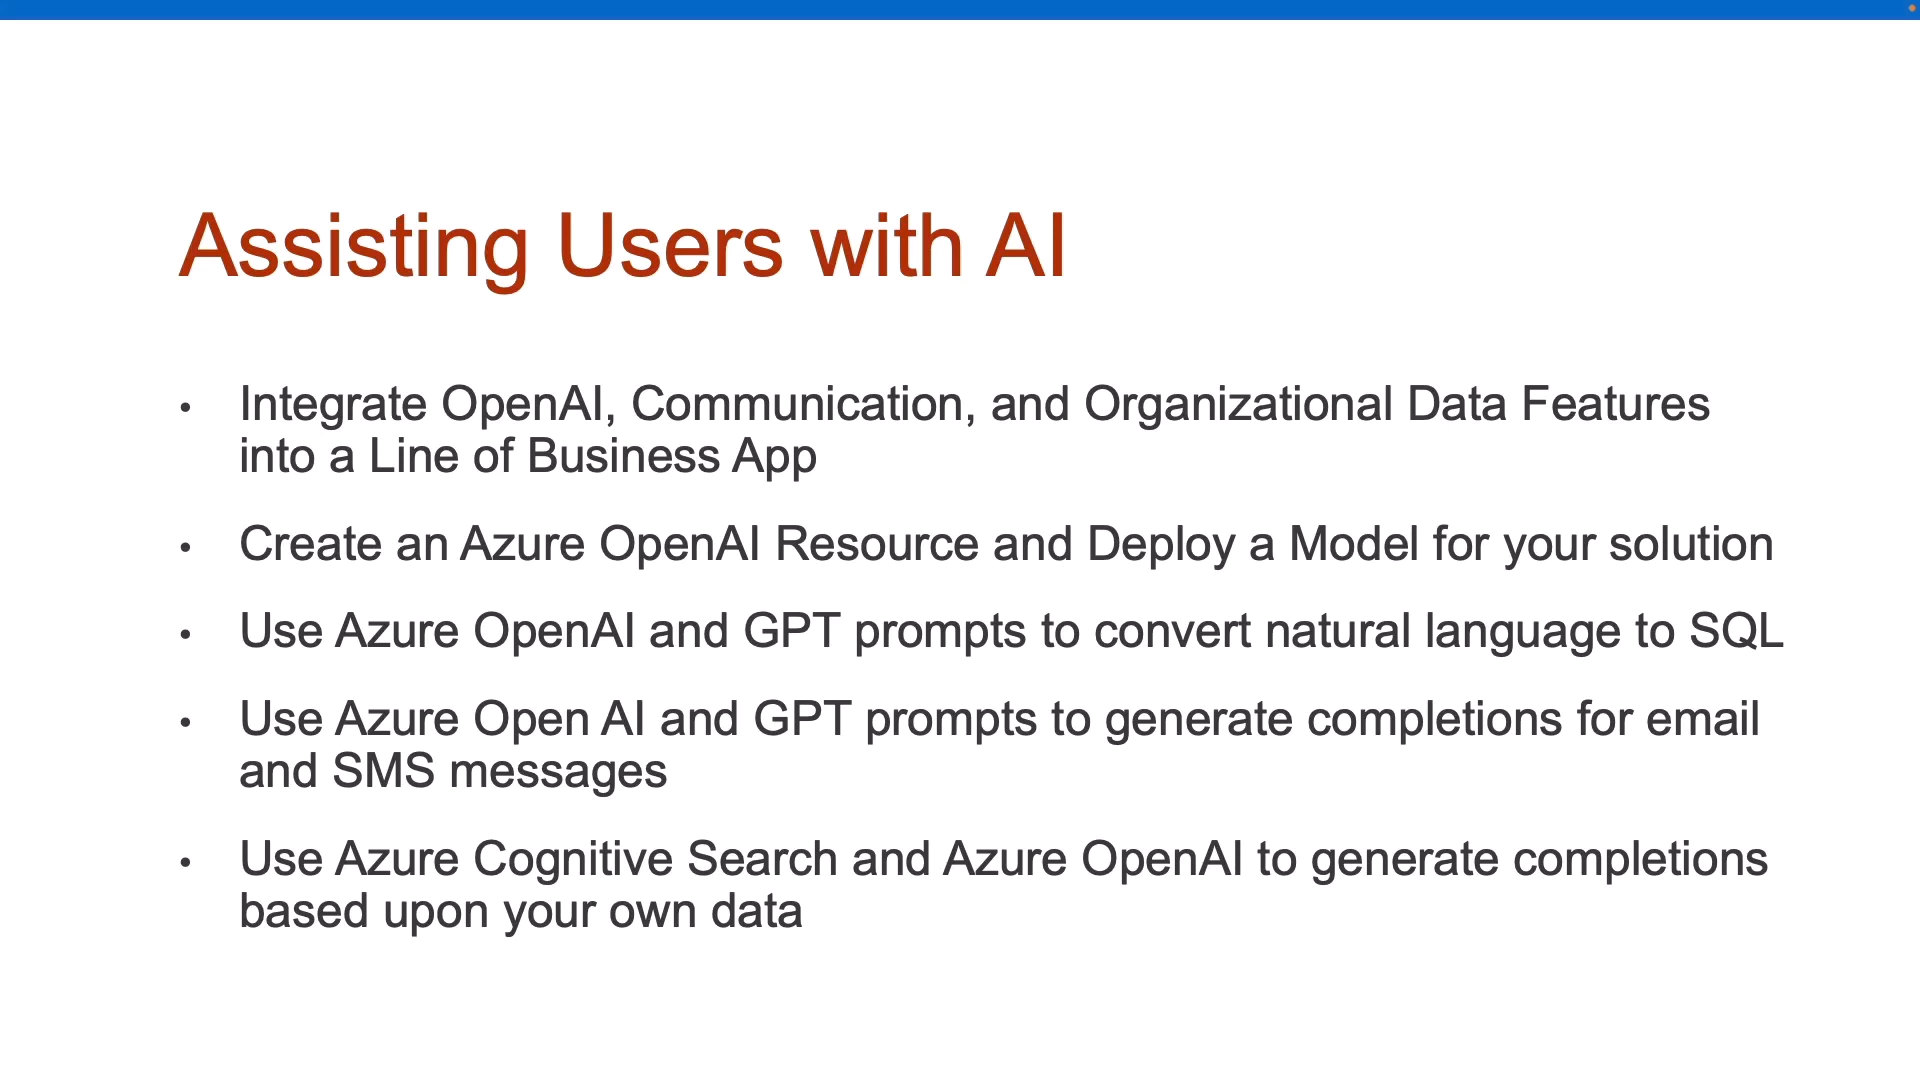 Assisting Users with AI
• Integrate OpenAI, Communication, and Organizational Data Features
into a Line of Business App
• Create an Azure OpenAI Resource and Deploy a Model for your solution
• Use Azure OpenAI and GPT prompts to convert natural language to SQL
• Use Azure Open AI and GPT prompts to generate completions for email
and SMS messages
• Use Azure Cognitive Search and Azure OpenAI to generate completions
based upon your own data